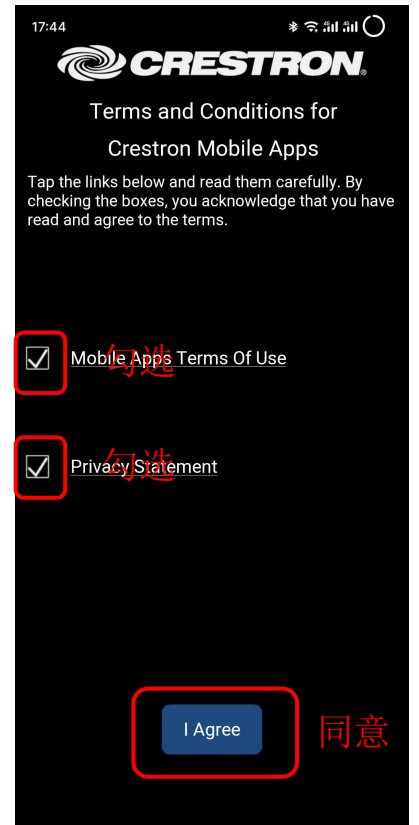 17:44
CRESTRON®
Terms and Conditions for
Crestron Mobile Apps
Tap the links below and read them carefully. By
checking the boxes, you acknowledge that you have
read and agree to the terms.
Mobile Apps Terms Of Use
勾选
Privacy Statement
勾选
I Agree
同意